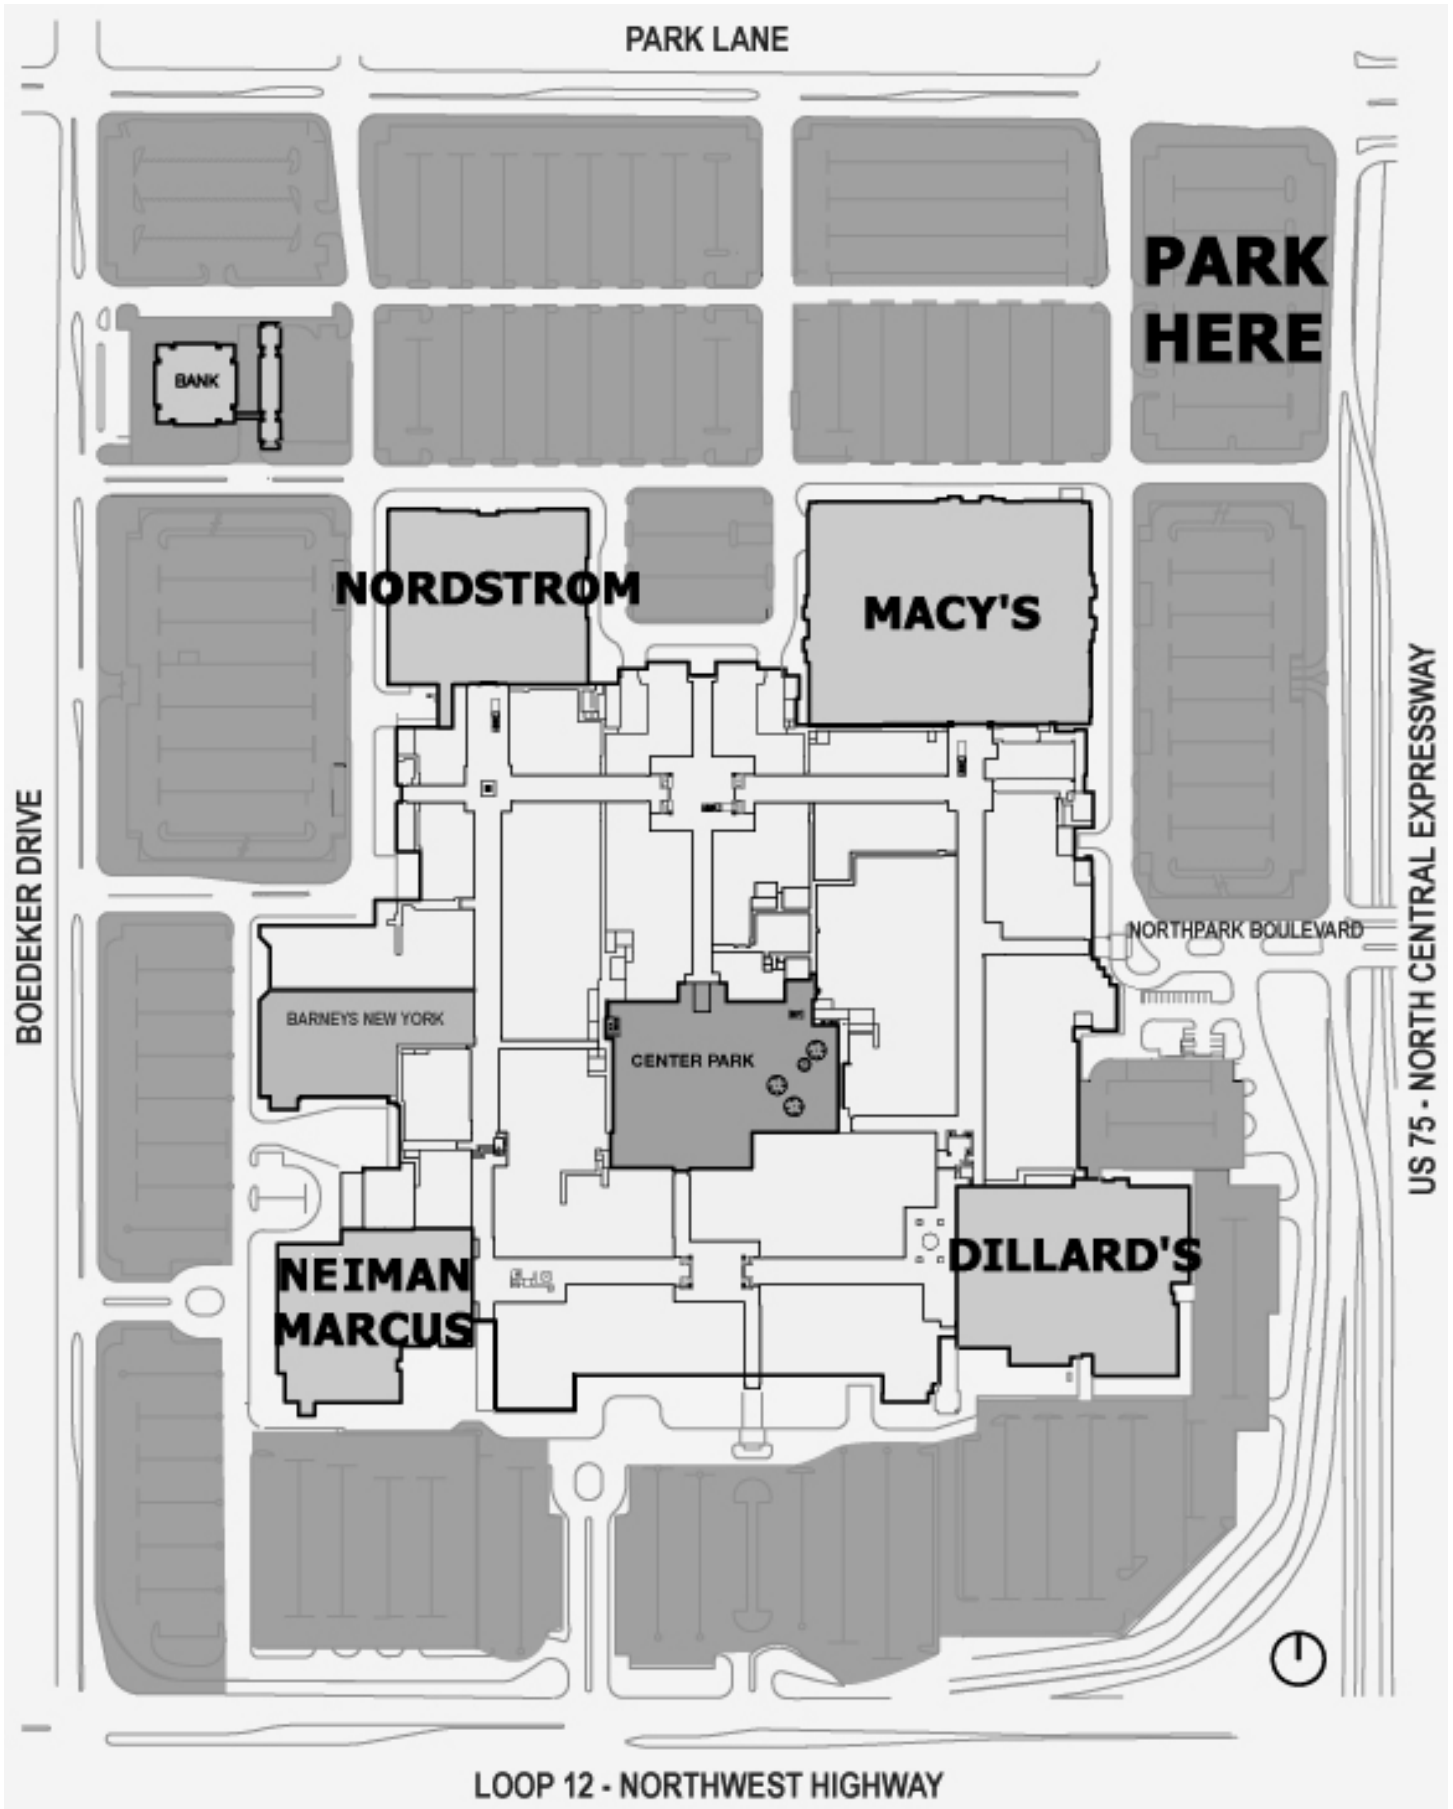 PARK LANE
PARK
HERE
BANK
NORDSTROM
MACY'S
BOEDEKER DRIVE
US 75 - NORTH CENTRAL EXPRESSWAY
NORTHPARK BOULEVARD
BARNEYS NEW YORK
CENTER PARK
NEIMAN
MARCUS
DILLARD'S
LOOP 12 - NORTHWEST HIGHWAY